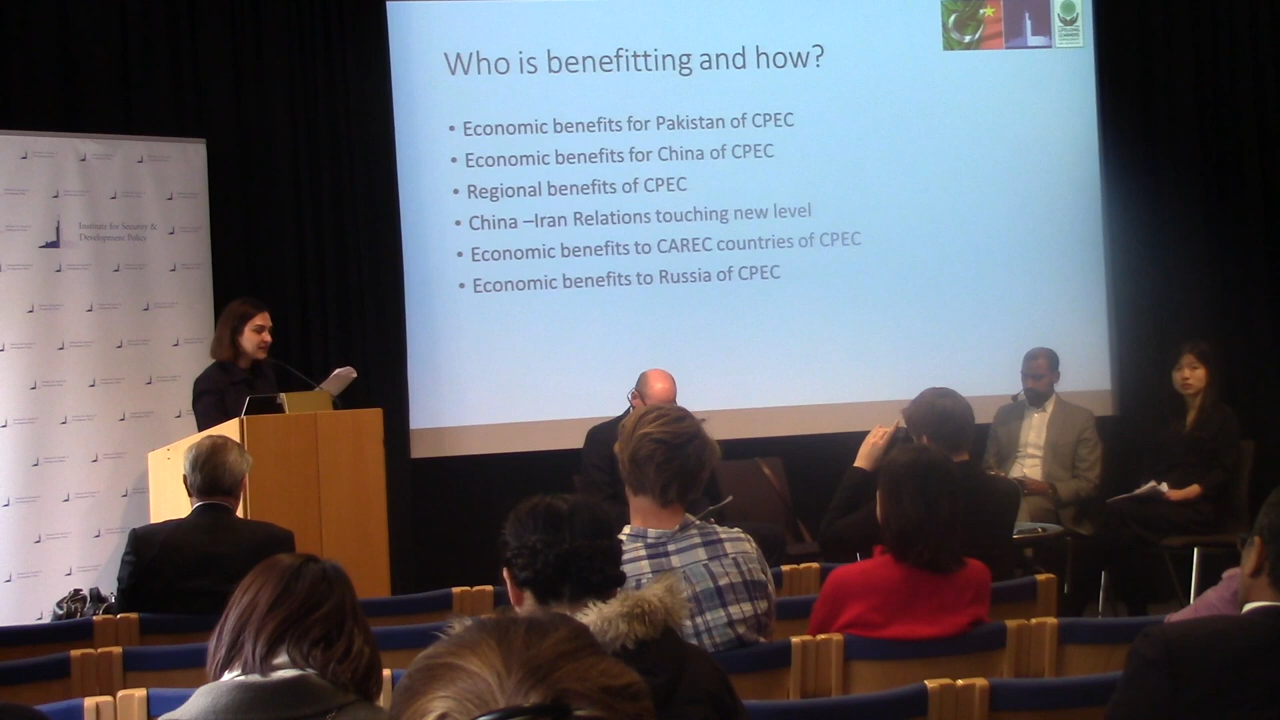 Who is benefitting and how?
• Economic benefits for Pakistan of CPEC
• Economic benefits for China of CPEC
• Regional benefits of CPEC
• China –Iran Relations touching new level
• Economic benefits to CAREC countries of CPEC
• Economic benefits to Russia of CPEC
Institute for Security &
Development Policy